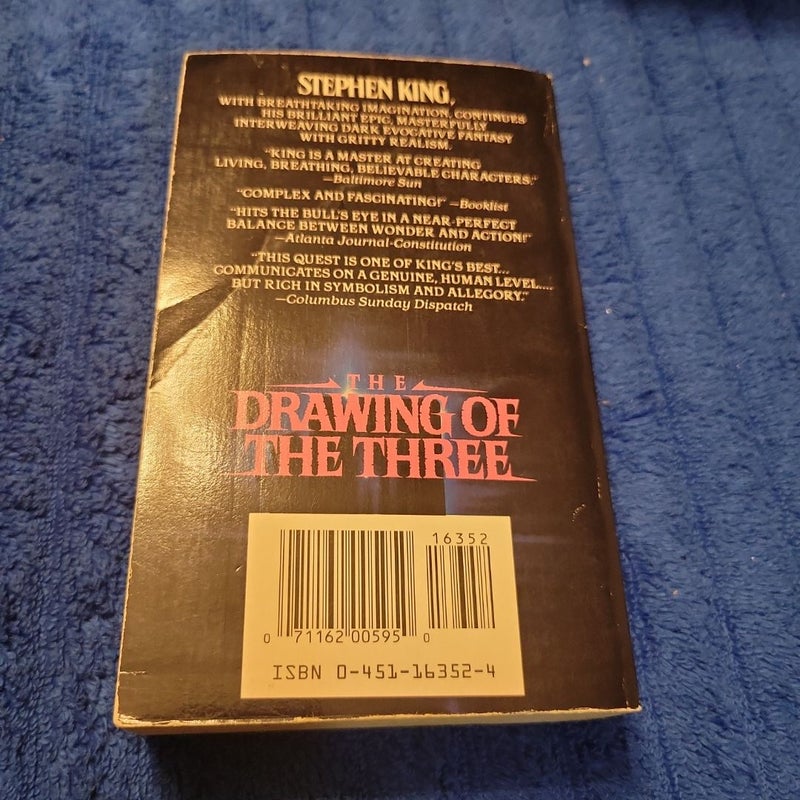 STEPHEN KING,
WITH BREATHTAKING IMAGINATION, CONTINUES
HIS BRILLIANT EPIC, MASTERFULLY
INTERWEAVING DARK EVOCATIVE FANTASY
WITH GRITTY REALISM.
"KING IS A MASTER AT CREATING
LIVING, BREATHING, BELIEVABLE CHARACTERS."
—Baltimore Sun
"COMPLEX AND FASCINATING!" —Booklist
"HITS THE BULL'S EYE IN A NEAR-PERFECT
BALANCE BETWEEN WONDER AND ACTION!"
—Atlanta Journal-Constitution
"THIS QUEST IS ONE OF KING'S BEST...
COMMUNICATES ON A GENUINE, HUMAN LEVEL....
BUT RICH IN SYMBOLISM AND ALLEGORY."
—Columbus Sunday Dispatch
THE
DRAWING OF
THE THREE
16352
0 71162 00595 0
ISBN 0-451-16352-4